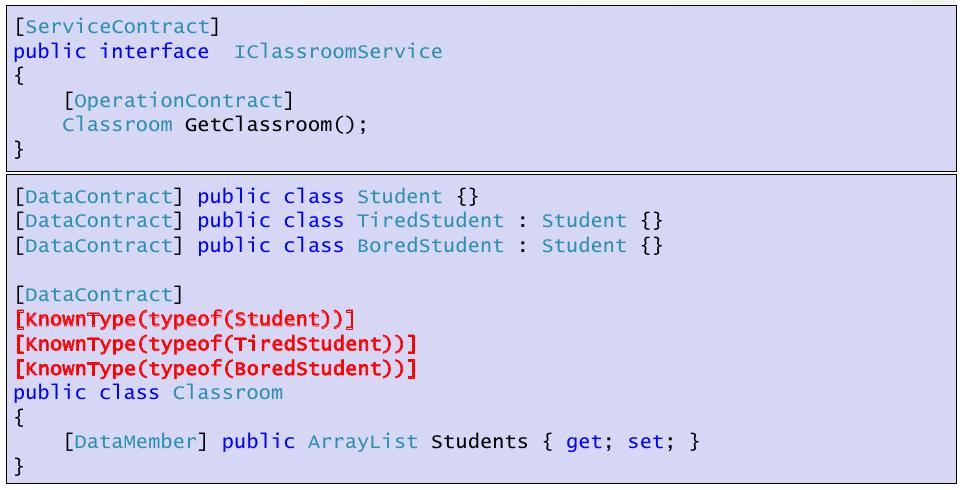 [ServiceContract]
public interface  IClassroomService
{
    [OperationContract]
    Classroom GetClassroom();
}
[DataContract] public class Student {}
[DataContract] public class TiredStudent : Student {}
[DataContract] public class BoredStudent : Student {}
[DataContract]
[KnownType(typeof(Student))]
[KnownType(typeof(TiredStudent))]
[KnownType(typeof(BoredStudent))]
public class Classroom
{
    [DataMember] public ArrayList Students { get; set; }
}